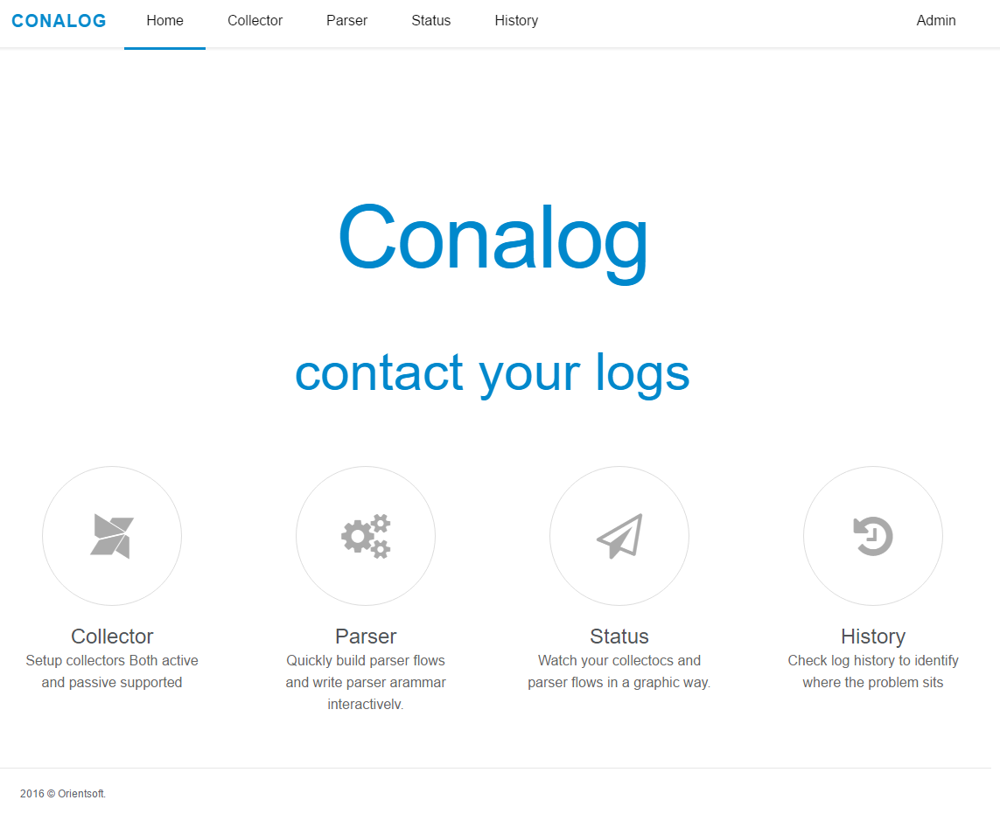 CONALOG Home Collector Parser Status History Admin
Conalog
contact your logs
Collector
Setup collectors Both active
and passive supported
Parser
Quickly build parser flows
and write parser arammar
interactivelv.
Status
Watch your collectocs and
parser flows in a graphic way.
History
Check log history to identify
where the problem sits
2016 © Orientsoft.